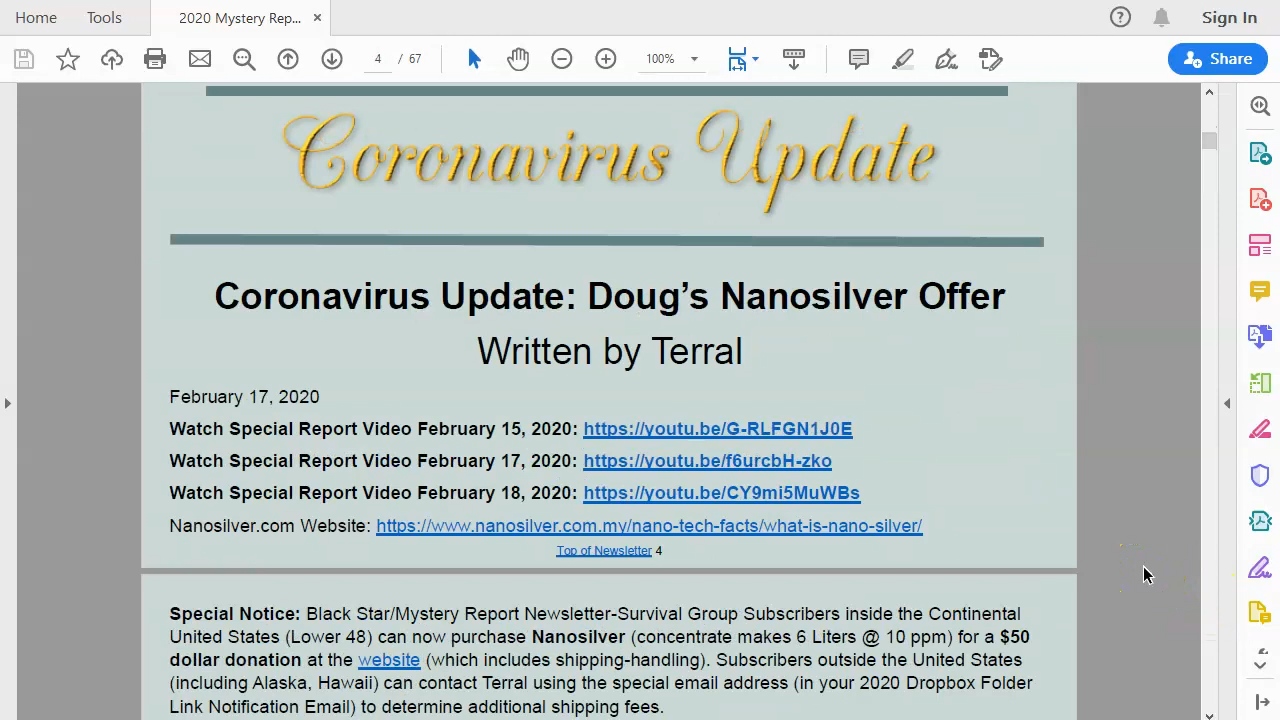 Home Tools 2020 Mystery Rep... × Sign In
4 / 67 100% Share
Coronavirus Update
Coronavirus Update: Doug's Nanosilver Offer
Written by Terral
February 17, 2020
Watch Special Report Video February 15, 2020: https://youtu.be/G-RLFGN1J0E
Watch Special Report Video February 17, 2020: https://youtu.be/f6urcbH-zko
Watch Special Report Video February 18, 2020: https://youtu.be/CY9mi5MuWBs
Nanosilver.com Website: https://www.nanosilver.com.my/nano-tech-facts/what-is-nano-silver/
Top of Newsletter 4
Special Notice: Black Star/Mystery Report Newsletter-Survival Group Subscribers inside the Continental
United States (Lower 48) can now purchase Nanosilver (concentrate makes 6 Liters @ 10 ppm) for a $50
dollar donation at the website (which includes shipping-handling). Subscribers outside the United States
(including Alaska, Hawaii) can contact Terral using the special email address (in your 2020 Dropbox Folder
Link Notification Email) to determine additional shipping fees.